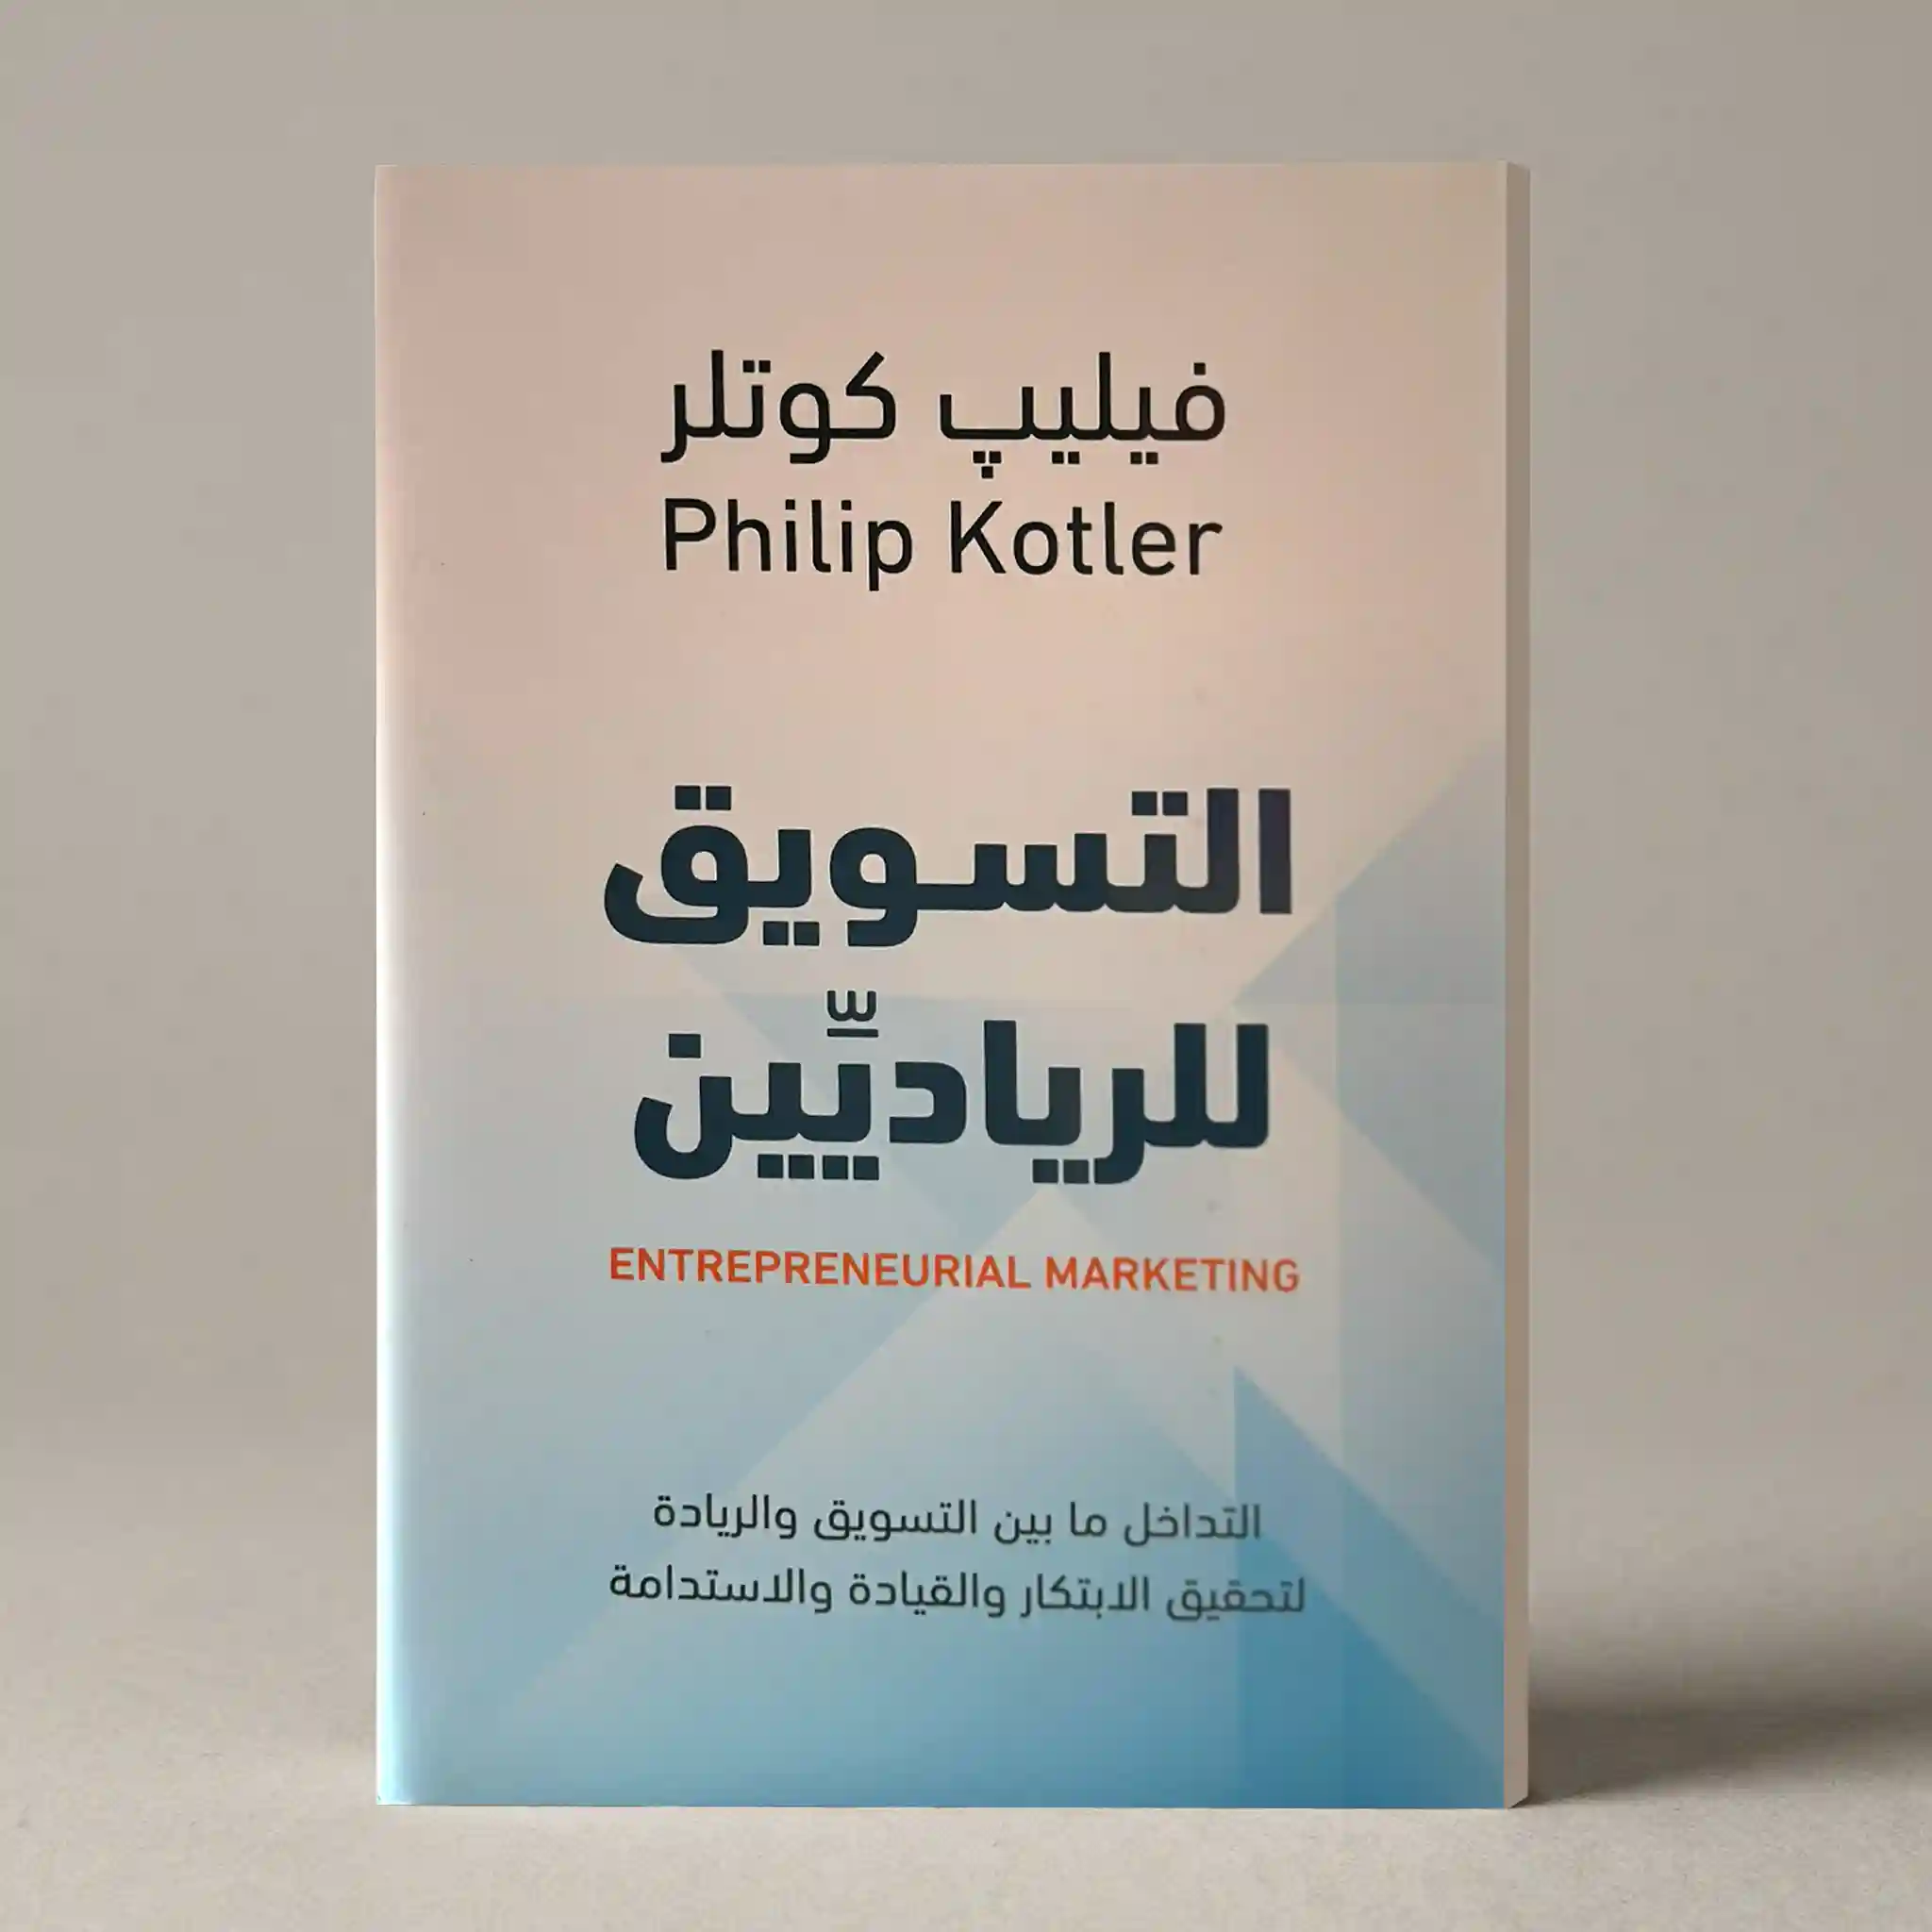 فيليپ كوتلر
Philip Kotler
التسويق
للرياديّين
ENTREPRENEURIAL MARKETING
التداخل ما بين التسويق والريادة
لتحقيق الابتكار والقيادة والاستدامة